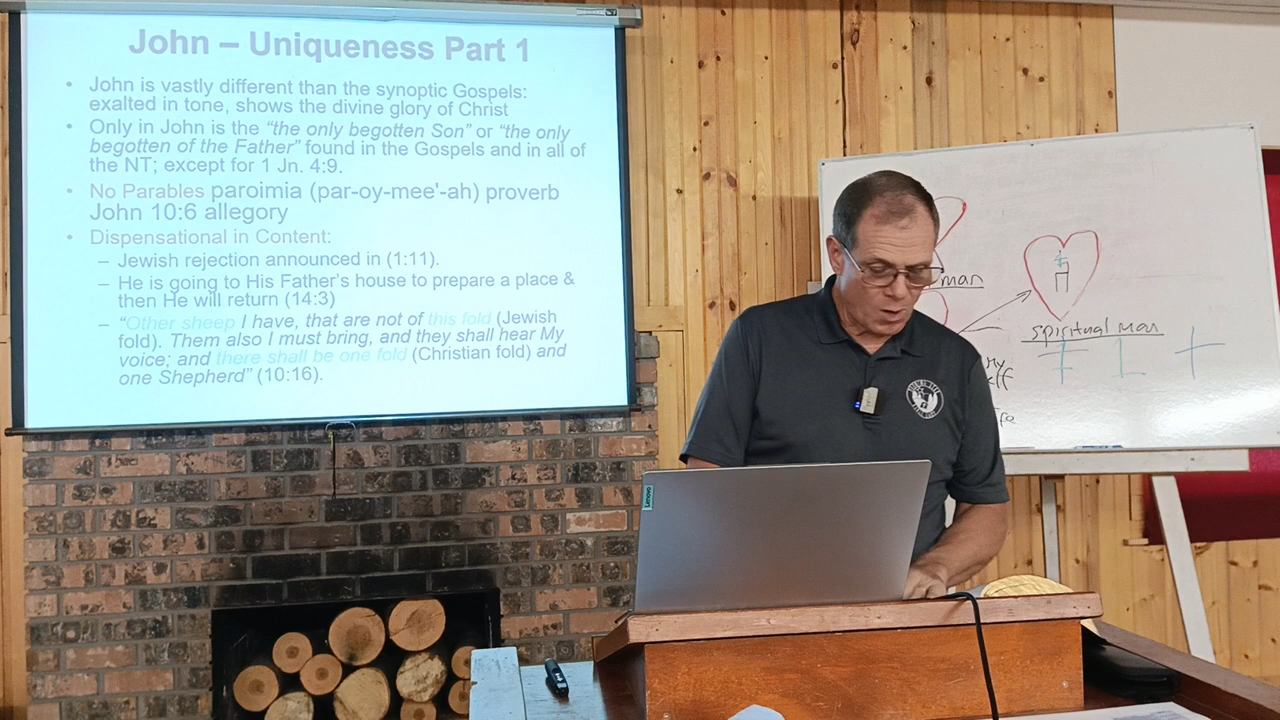 John – Uniqueness Part 1
• John is vastly different than the synoptic Gospels:
exalted in tone, shows the divine glory of Christ
• Only in John is the “the only begotten Son” or “the only
begotten of the Father” found in the Gospels and in all of
the NT; except for 1 Jn. 4:9.
• No Parables paroimia (par-oy-mee'-ah) proverb
John 10:6 allegory
• Dispensational in Content:
– Jewish rejection announced in (1:11).
– He is going to His Father's house to prepare a place &
then He will return (14:3)
– “Other sheep I have, that are not of this fold (Jewish
fold). Them also I must bring, and they shall hear My
voice; and there shall be one fold (Christian fold) and
one Shepherd” (10:16).
man
spiritual man
Lenovo